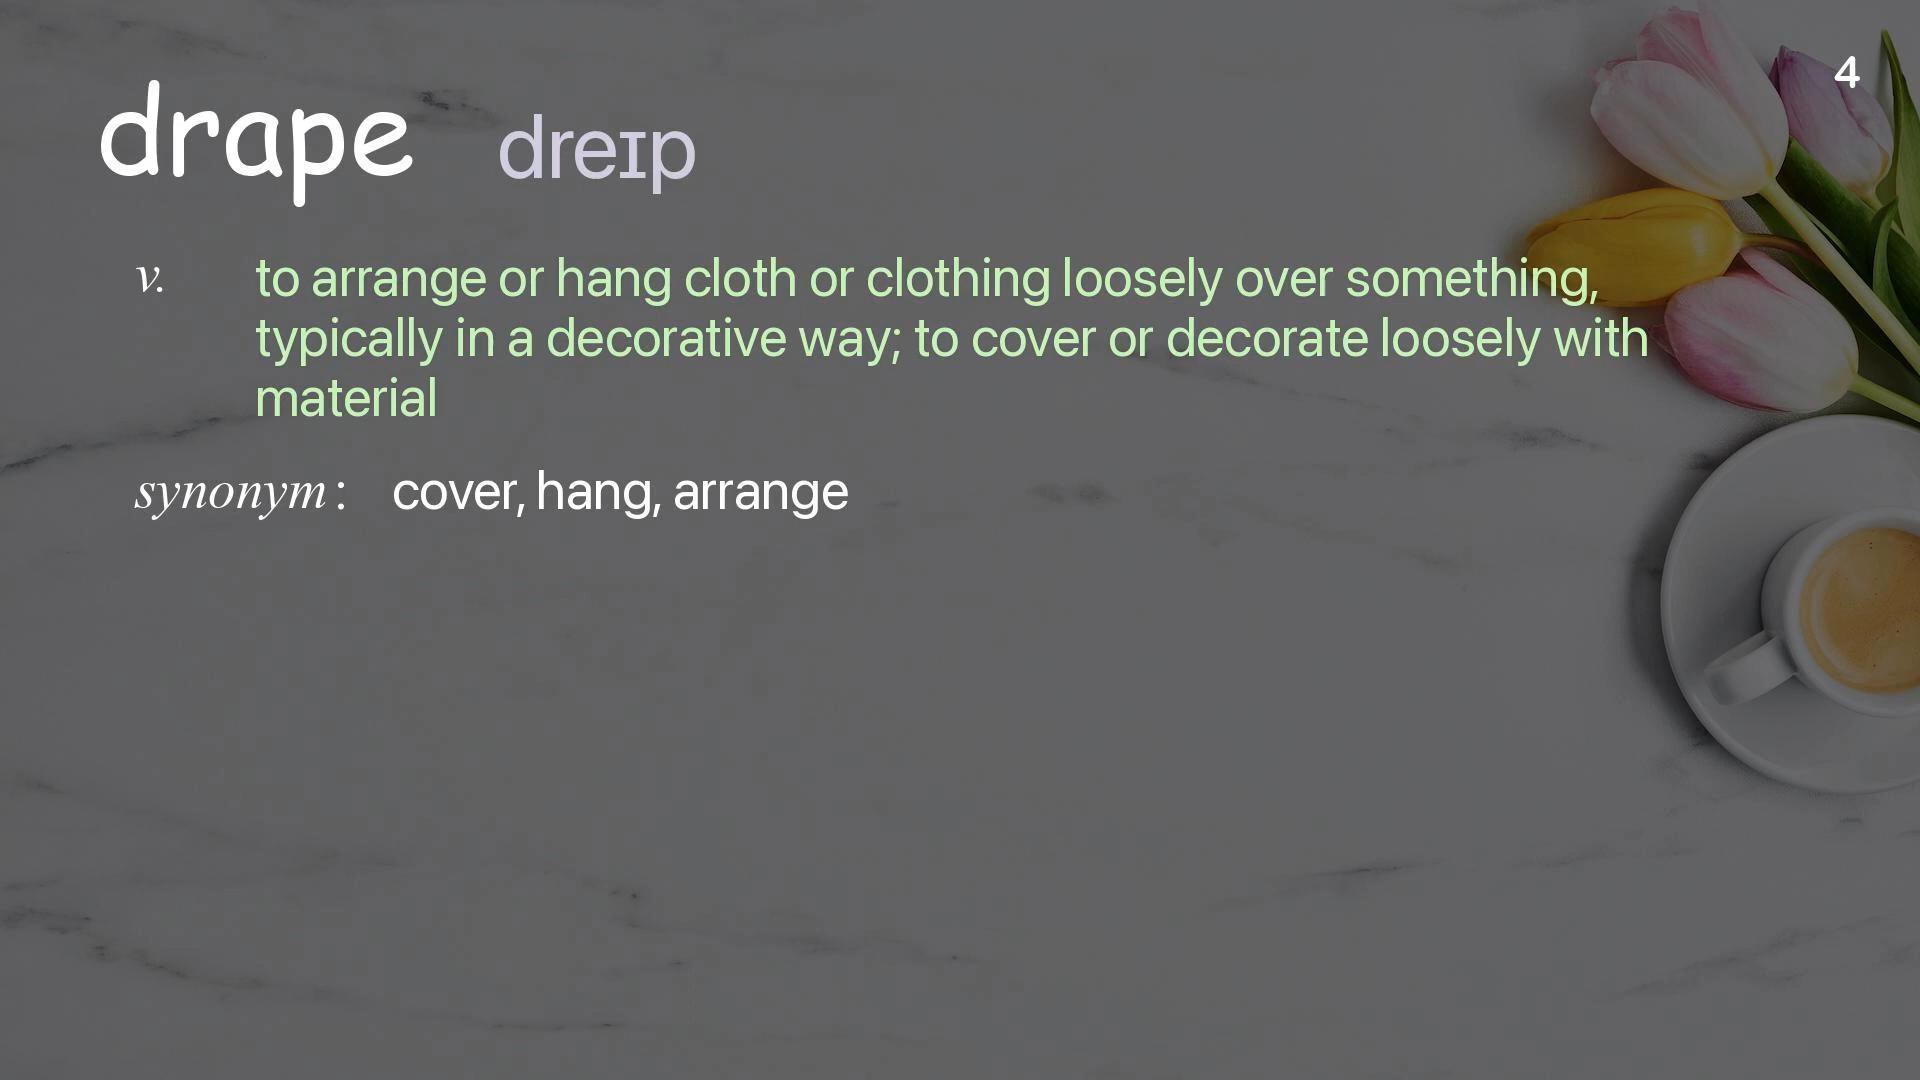 4
drape dreɪp
v. to arrange or hang cloth or clothing loosely over something,
typically in a decorative way; to cover or decorate loosely with
material
synonym: cover, hang, arrange